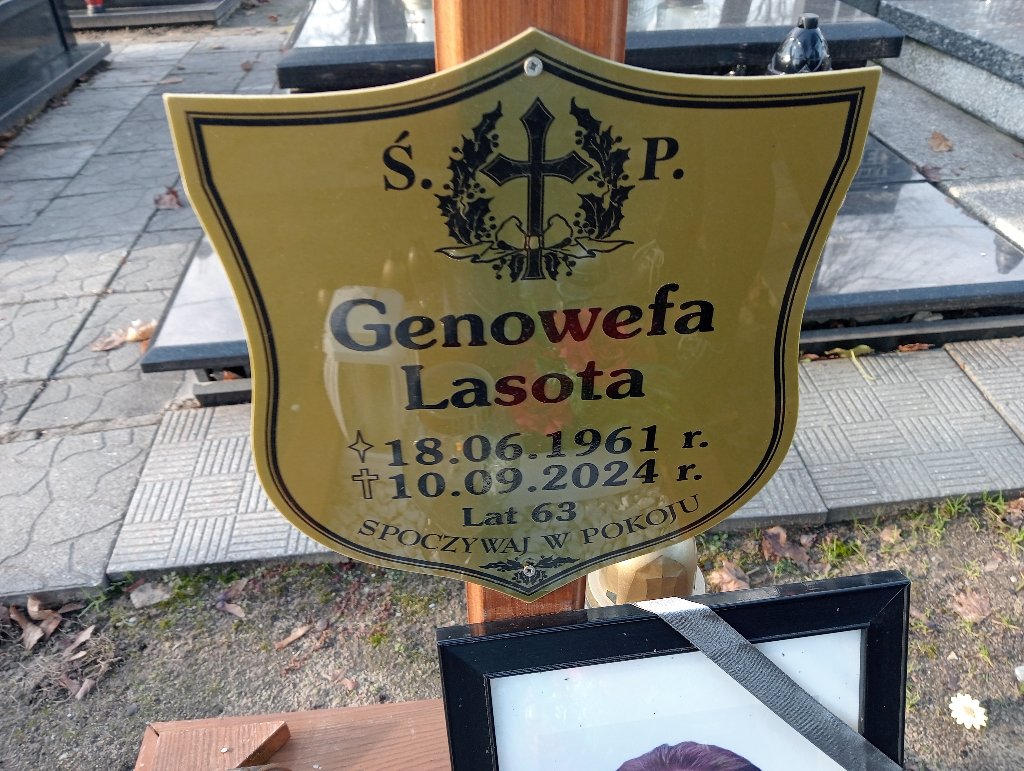 Ś. P.
Genowefa
Lasota
18.06.1961 r.
10.09.2024 r.
Lat 63
SPOCZYWAJ W POKOJU